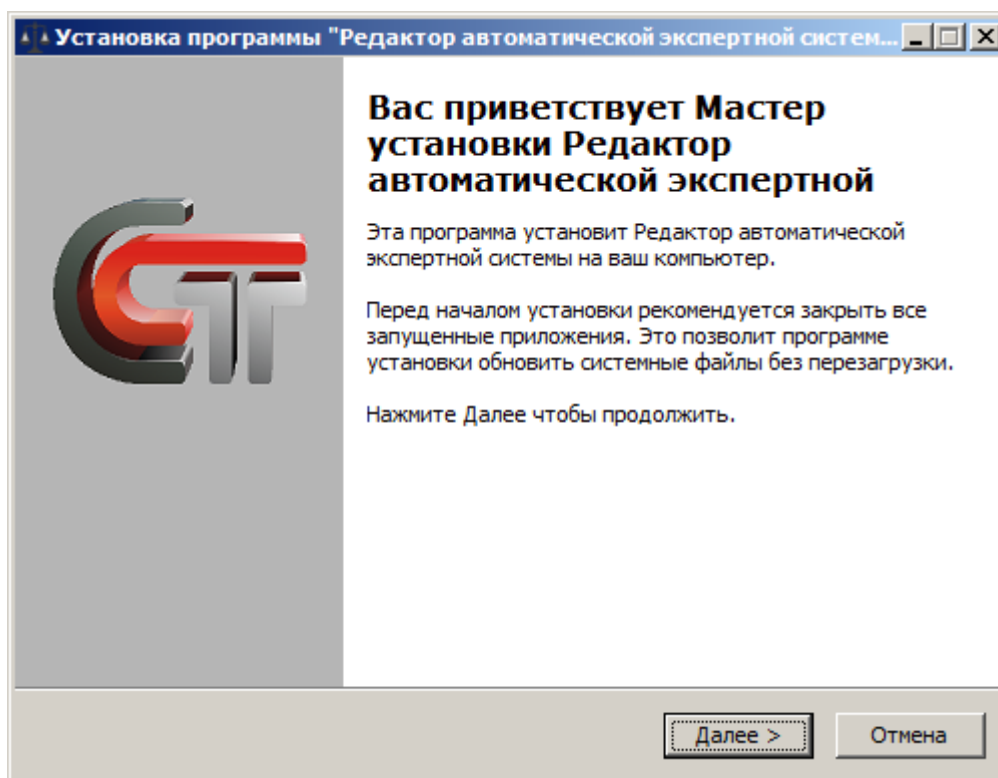 Установка программы "Редактор автоматической экспертной систем...
Вас приветствует Мастер
установки Редактор
автоматической экспертной
Эта программа установит Редактор автоматической
экспертной системы на ваш компьютер.
Перед началом установки рекомендуется закрыть все
запущенные приложения. Это позволит программе
установки обновить системные файлы без перезагрузки.
Нажмите Далее чтобы продолжить.
Далее >
Отмена